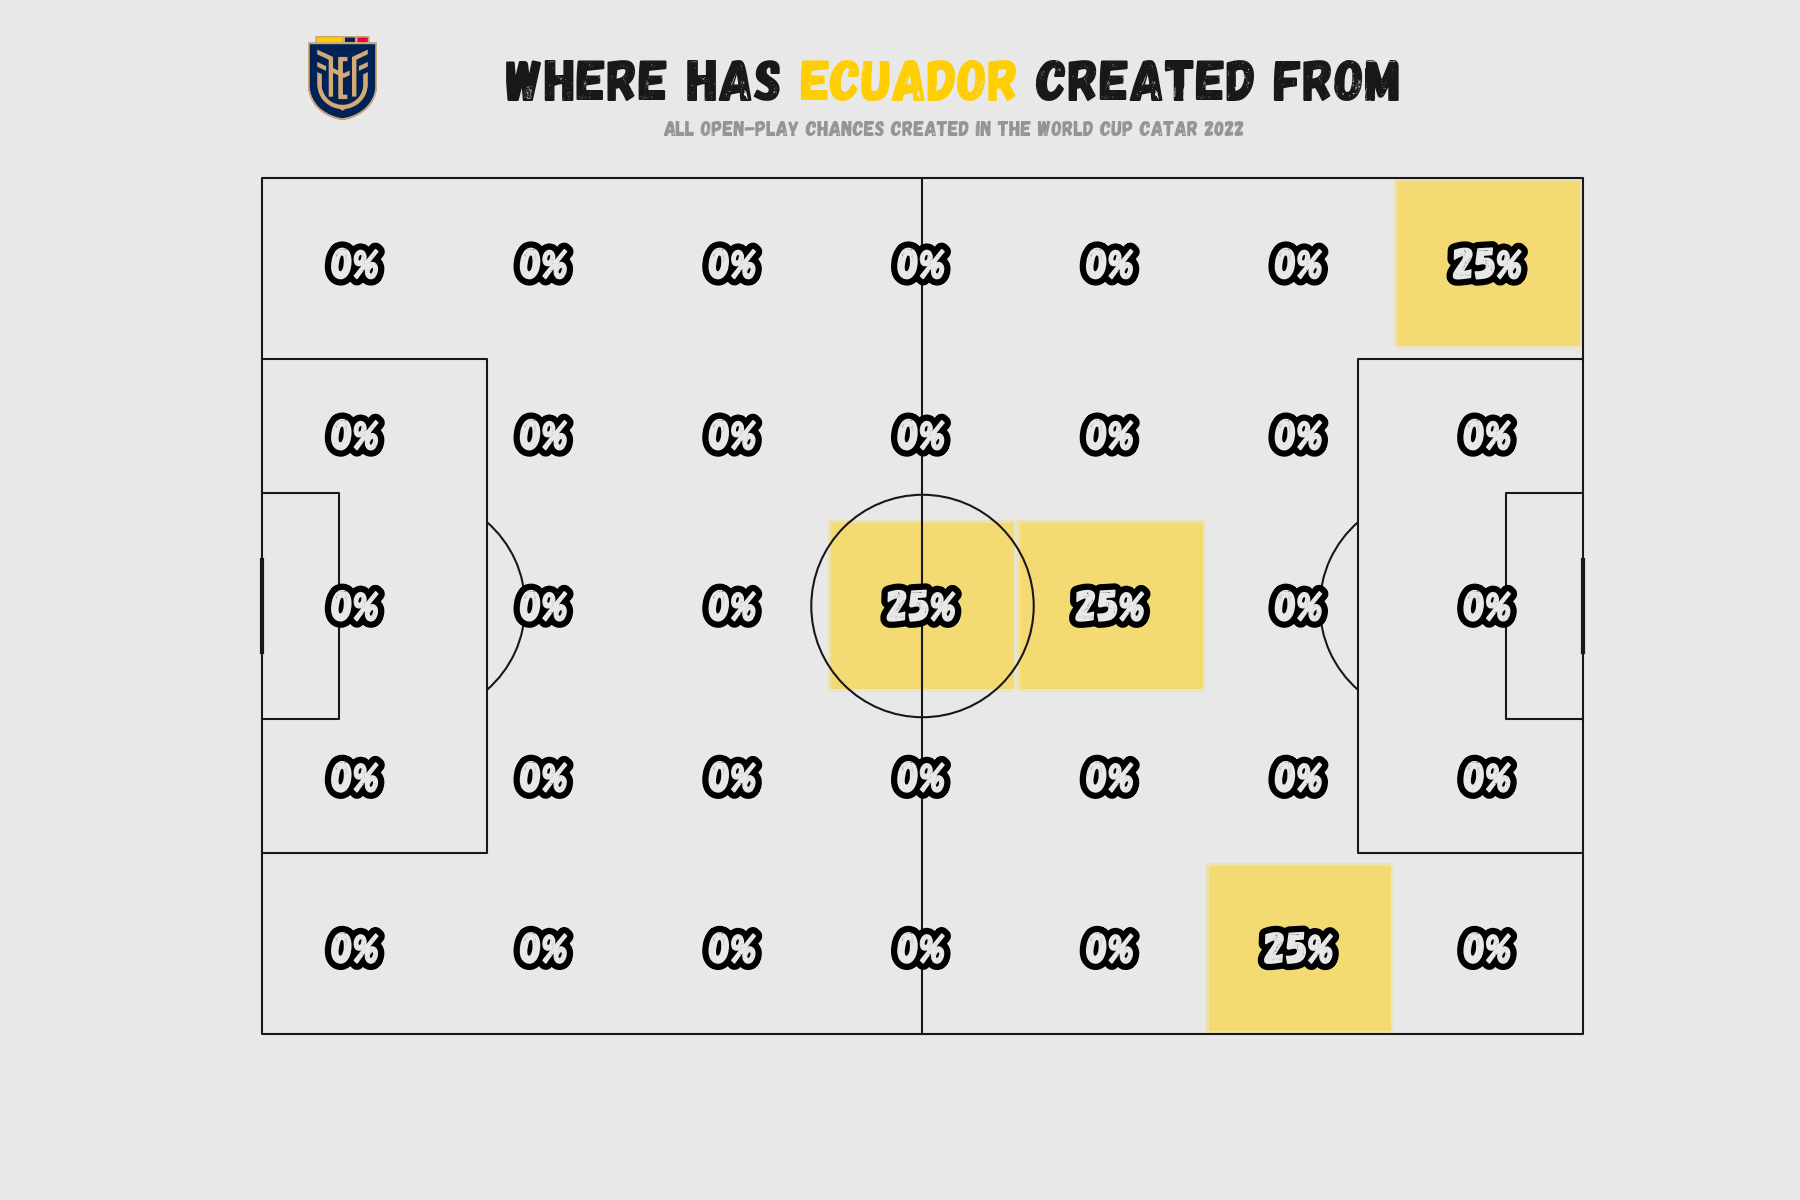 WHERE HAS ECUADOR CREATED FROM
ALL OPEN-PLAY CHANCES CREATED IN THE WORLD CUP CATAR 2022
0% 0% 0% 0% 0% 0% 25%
0% 0% 0% 0% 0% 0% 0%
0% 0% 0% 25% 25% 0% 0%
0% 0% 0% 0% 0% 0% 0%
0% 0% 0% 0% 0% 25% 0%